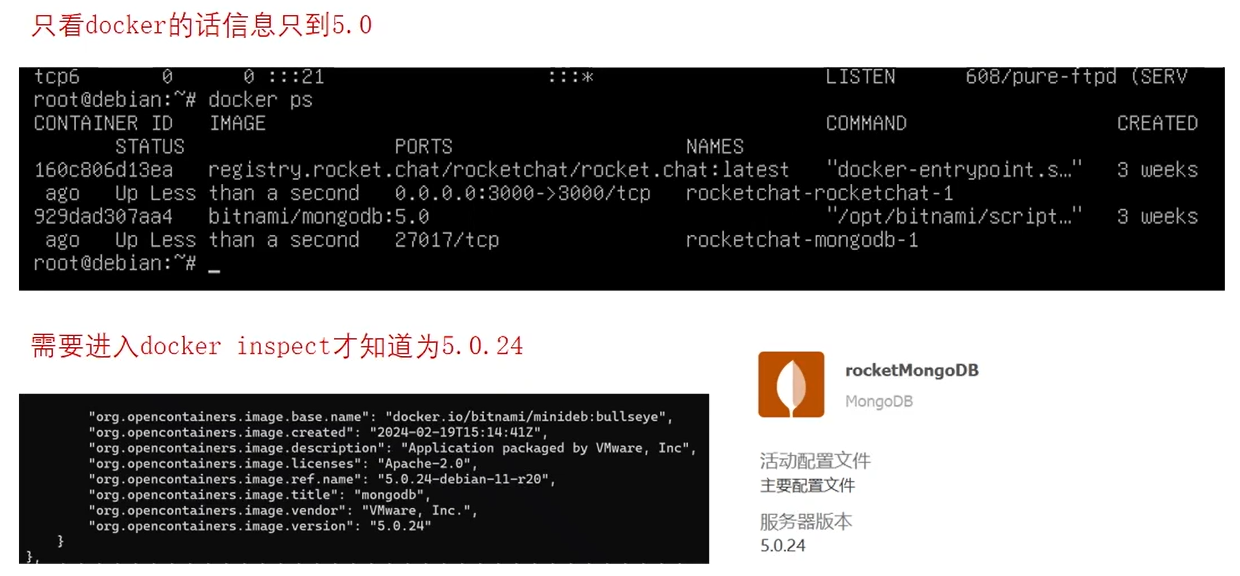 只看docker的话信息只到5.0
tcp6 0 0 :::21 :::* LISTEN 608/pure-ftpd (SERV
root@debian:~# docker ps
CONTAINER ID IMAGE COMMAND CREATED
STATUS PORTS NAMES
160c806d13ea registry.rocket.chat/rocketchat/rocket.chat:latest "docker-entrypoint.s…" 3 weeks
ago Up Less than a second 0.0.0.0:3000->3000/tcp rocketchat-rocketchat-1
929dad307aa4 bitnami/mongodb:5.0 "/opt/bitnami/script…" 3 weeks
ago Up Less than a second 27017/tcp rocketchat-mongodb-1
root@debian:~# _
需要进入docker inspect才知道为5.0.24
"org.opencontainers.image.base.name": "docker.io/bitnami/minideb:bullseye",
"org.opencontainers.image.created": "2024-02-19T15:14:41Z",
"org.opencontainers.image.description": "Application packaged by VMware, Inc",
"org.opencontainers.image.licenses": "Apache-2.0",
"org.opencontainers.image.ref.name": "5.0.24-debian-11-r20",
"org.opencontainers.image.title": "mongodb",
"org.opencontainers.image.vendor": "VMware, Inc.",
"org.opencontainers.image.version": "5.0.24"
}
},
rocketMongoDB
MongoDB
活动配置文件
主要配置文件
服务器版本
5.0.24